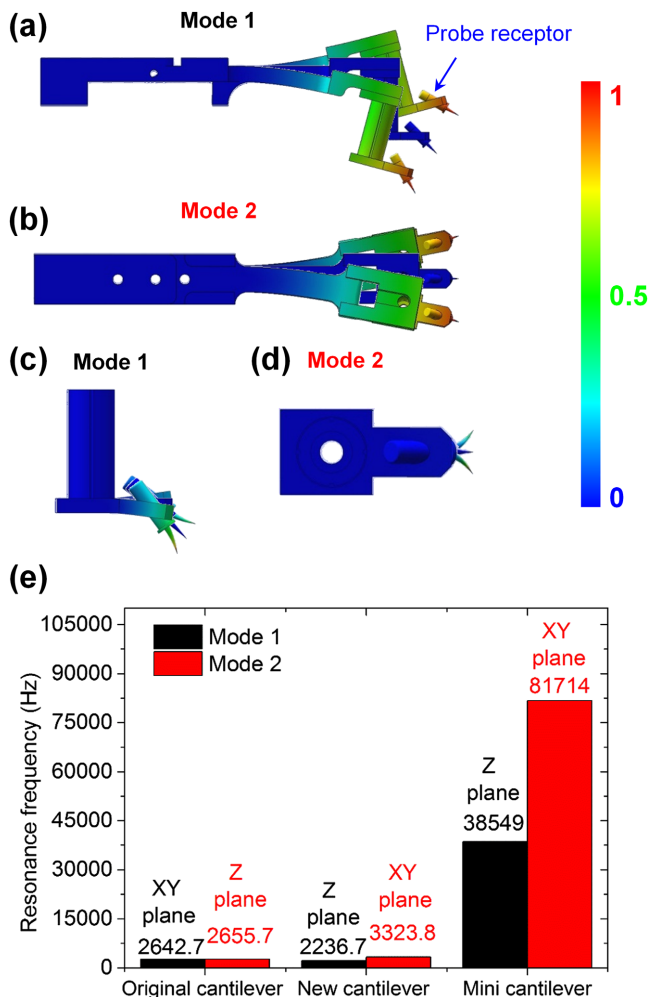 (a)
Mode 1
Probe receptor
1
(b)
Mode 2
0.5
(c)
Mode 1
(d)
Mode 2
0
(e)
Resonance frequency (Hz)
105000
90000
75000
60000
45000
30000
15000
0
Mode 1
Mode 2
XY
plane
2642.7
Z
plane
2655.7
Z
plane
2236.7
XY
plane
3323.8
Z
plane
38549
XY
plane
81714
Original cantilever
New cantilever
Mini cantilever